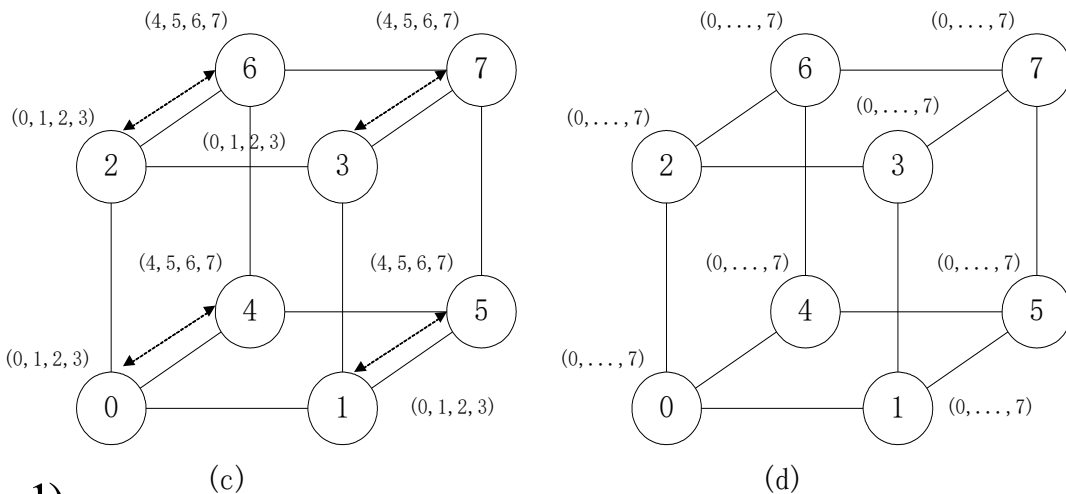 (4,5,6,7) (4,5,6,7) (0,...,7) (0,...,7)
6 7 6 7
(0,1,2,3) (0,1,2,3) (0,...,7) (0,...,7)
2 3 2 3
(4,5,6,7) (4,5,6,7) (0,...,7) (0,...,7)
4 5 4 5
(0,1,2,3) (0,...,7)
0 1 (0,1,2,3) 0 1 (0,...,7)
(c) (d)